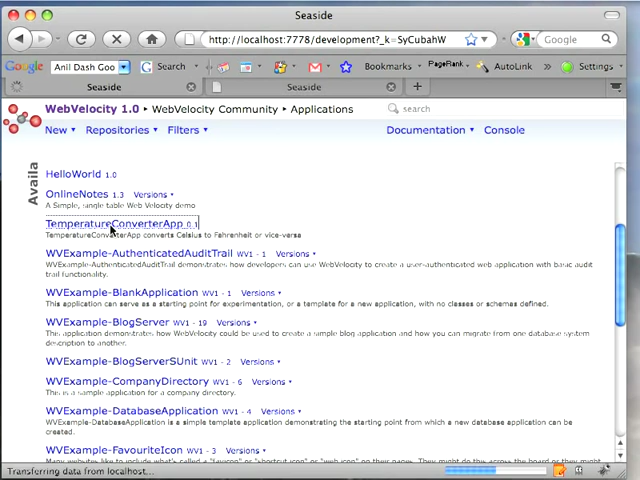 Seaside
http://localhost:7778/development?_k=SyCubahW
Google
Google
Anil Dash Goo
Search
Bookmarks
PageRank
AutoLink
»
Settings
Seaside
Seaside
WebVelocity 1.0 ▸ WebVelocity Community ▸ Applications
search
New
Repositories
Filters
Documentation
Console
Availa
HelloWorld 1.0
OnlineNotes 1.3 Versions
A Simple, single table Web Velocity demo
TemperatureConverterApp 0.1
TemperatureConverterApp converts Celsius to Fahrenheit or vice-versa
WVExample-AuthenticatedAuditTrail WV1 - 1 Versions
WVExample-AuthenticatedAuditTrail demonstrates how developers can use WebVelocity to create a user-authenticated web application with basic audit
trail functionality.
WVExample-BlankApplication WV1 - 1 Versions
This application can serve as a starting point for experimentation, or a template for a new application, with no classes or schemas defined.
WVExample-BlogServer WV1 - 19 Versions
This application demonstrates how WebVelocity could be used to create a simple blog application and how you can migrate from one database system
description to another.
WVExample-BlogServerSUnit WV1 - 2 Versions
WVExample-CompanyDirectory WV1 - 6 Versions
This is a sample application for a company directory.
WVExample-DatabaseApplication WV1 - 4 Versions
WVExample-DatabaseApplication is a simple template application demonstrating the starting point from which a new database application can be
created.
WVExample-FavouriteIcon WV1 - 3 Versions
Transferring data from localhost...